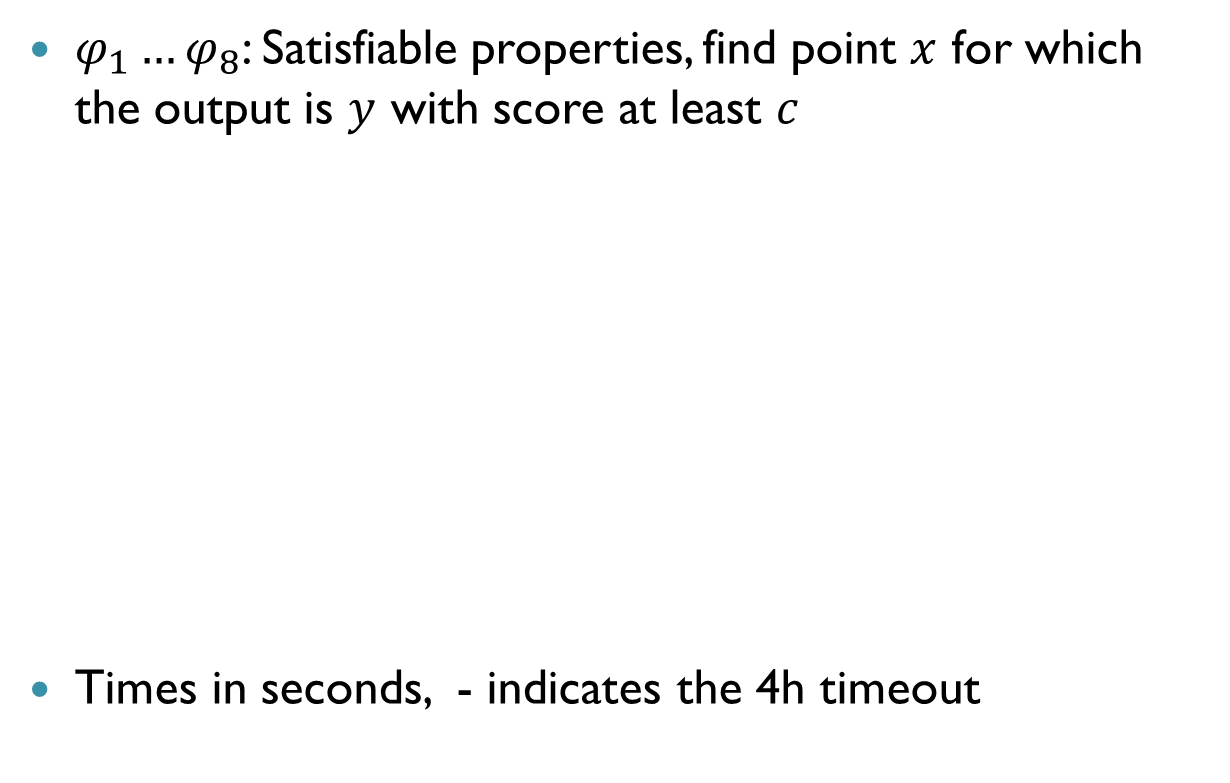 • 𝜑₁ … 𝜑₈: Satisfiable properties, find point 𝑥 for which
the output is 𝑦 with score at least 𝑐
• Times in seconds,  - indicates the 4h timeout